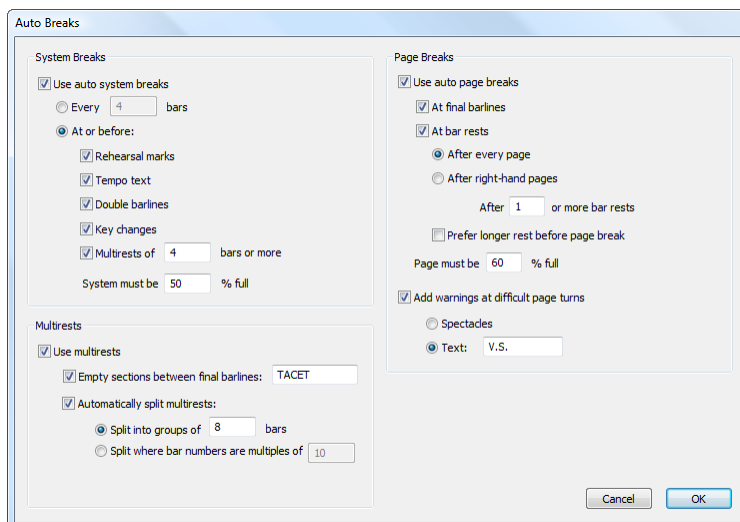 Auto Breaks
System Breaks
Use auto system breaks
Every 4 bars
At or before:
Rehearsal marks
Tempo text
Double barlines
Key changes
Multirests of 4 bars or more
System must be 50 % full
Multirests
Use multirests
Empty sections between final barlines: TACET
Automatically split multirests:
Split into groups of 8 bars
Split where bar numbers are multiples of 10
Page Breaks
Use auto page breaks
At final barlines
At bar rests
After every page
After right-hand pages
After 1 or more bar rests
Prefer longer rest before page break
Page must be 60 % full
Add warnings at difficult page turns
Spectacles
Text: V.S.
Cancel OK